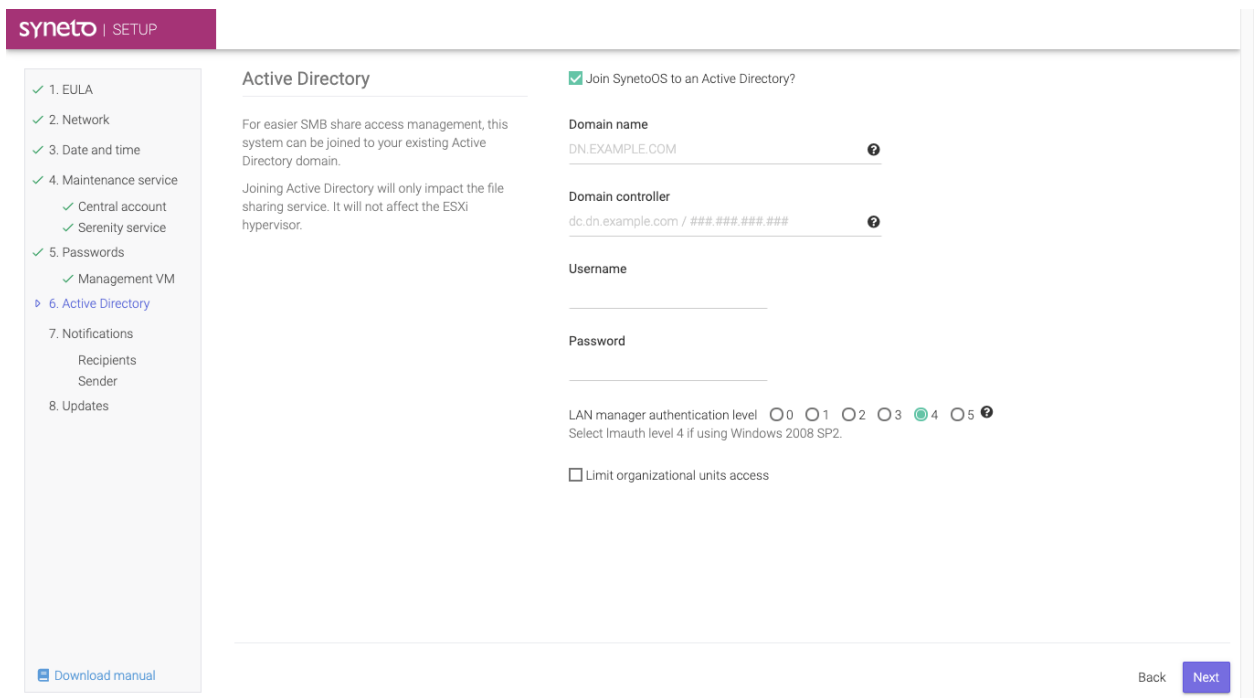 syneto | SETUP
1. EULA
2. Network
3. Date and time
4. Maintenance service
Central account
Serenity service
5. Passwords
Management VM
6. Active Directory
7. Notifications
Recipients
Sender
8. Updates
Download manual
Active Directory
For easier SMB share access management, this
system can be joined to your existing Active
Directory domain.
Joining Active Directory will only impact the file
sharing service. It will not affect the ESXi
hypervisor.
Join SynetoOS to an Active Directory?
Domain name
DN.EXAMPLE.COM
Domain controller
dc.dn.example.com / ###.###.###.###
Username
Password
LAN manager authentication level 0 1 2 3 4 5
Select lmauth level 4 if using Windows 2008 SP2.
Limit organizational units access
Back Next